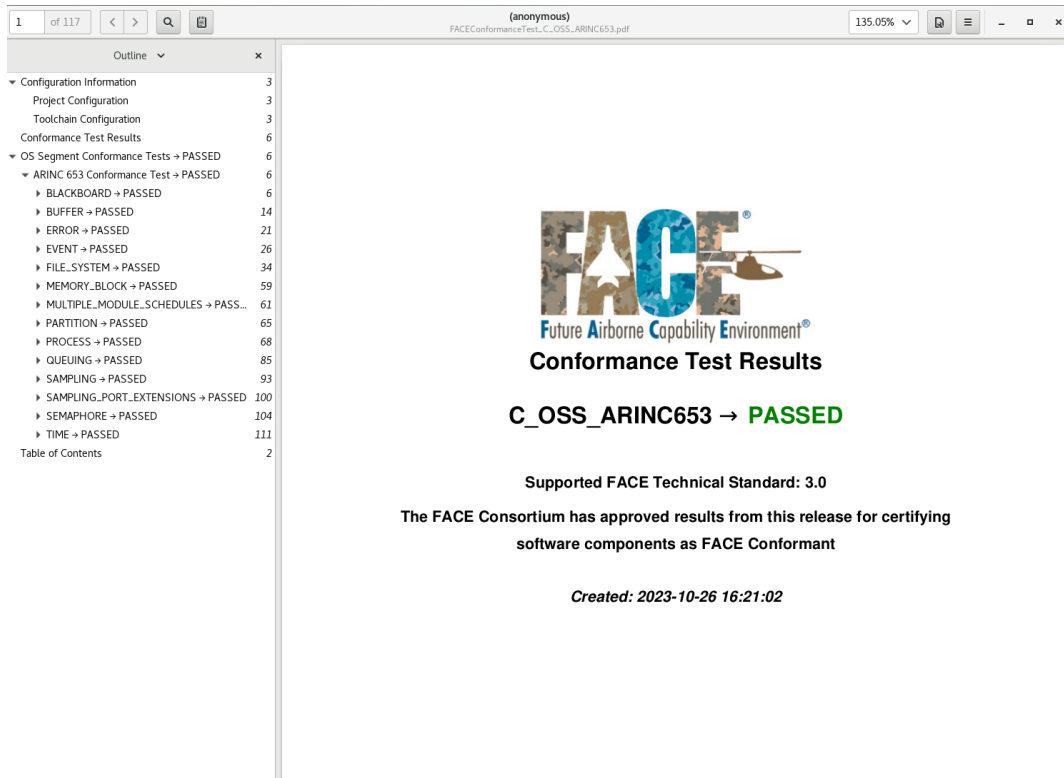 1 of 117
(anonymous)
FACEConformanceTest_C_OSS_ARINC653.pdf
135.05%
Outline
Configuration Information 3
Project Configuration 3
Toolchain Configuration 3
Conformance Test Results 6
OS Segment Conformance Tests → PASSED 6
ARINC 653 Conformance Test → PASSED 6
BLACKBOARD → PASSED 6
BUFFER → PASSED 14
ERROR → PASSED 21
EVENT → PASSED 26
FILE_SYSTEM → PASSED 34
MEMORY_BLOCK → PASSED 59
MULTIPLE_MODULE_SCHEDULES → PASS... 61
PARTITION → PASSED 65
PROCESS → PASSED 68
QUEUING → PASSED 85
SAMPLING → PASSED 93
SAMPLING_PORT_EXTENSIONS → PASSED 100
SEMAPHORE → PASSED 104
TIME → PASSED 111
Table of Contents 2
FACE®
Future Airborne Capability Environment®
Conformance Test Results
C_OSS_ARINC653 → PASSED
Supported FACE Technical Standard: 3.0
The FACE Consortium has approved results from this release for certifying
software components as FACE Conformant
Created: 2023-10-26 16:21:02